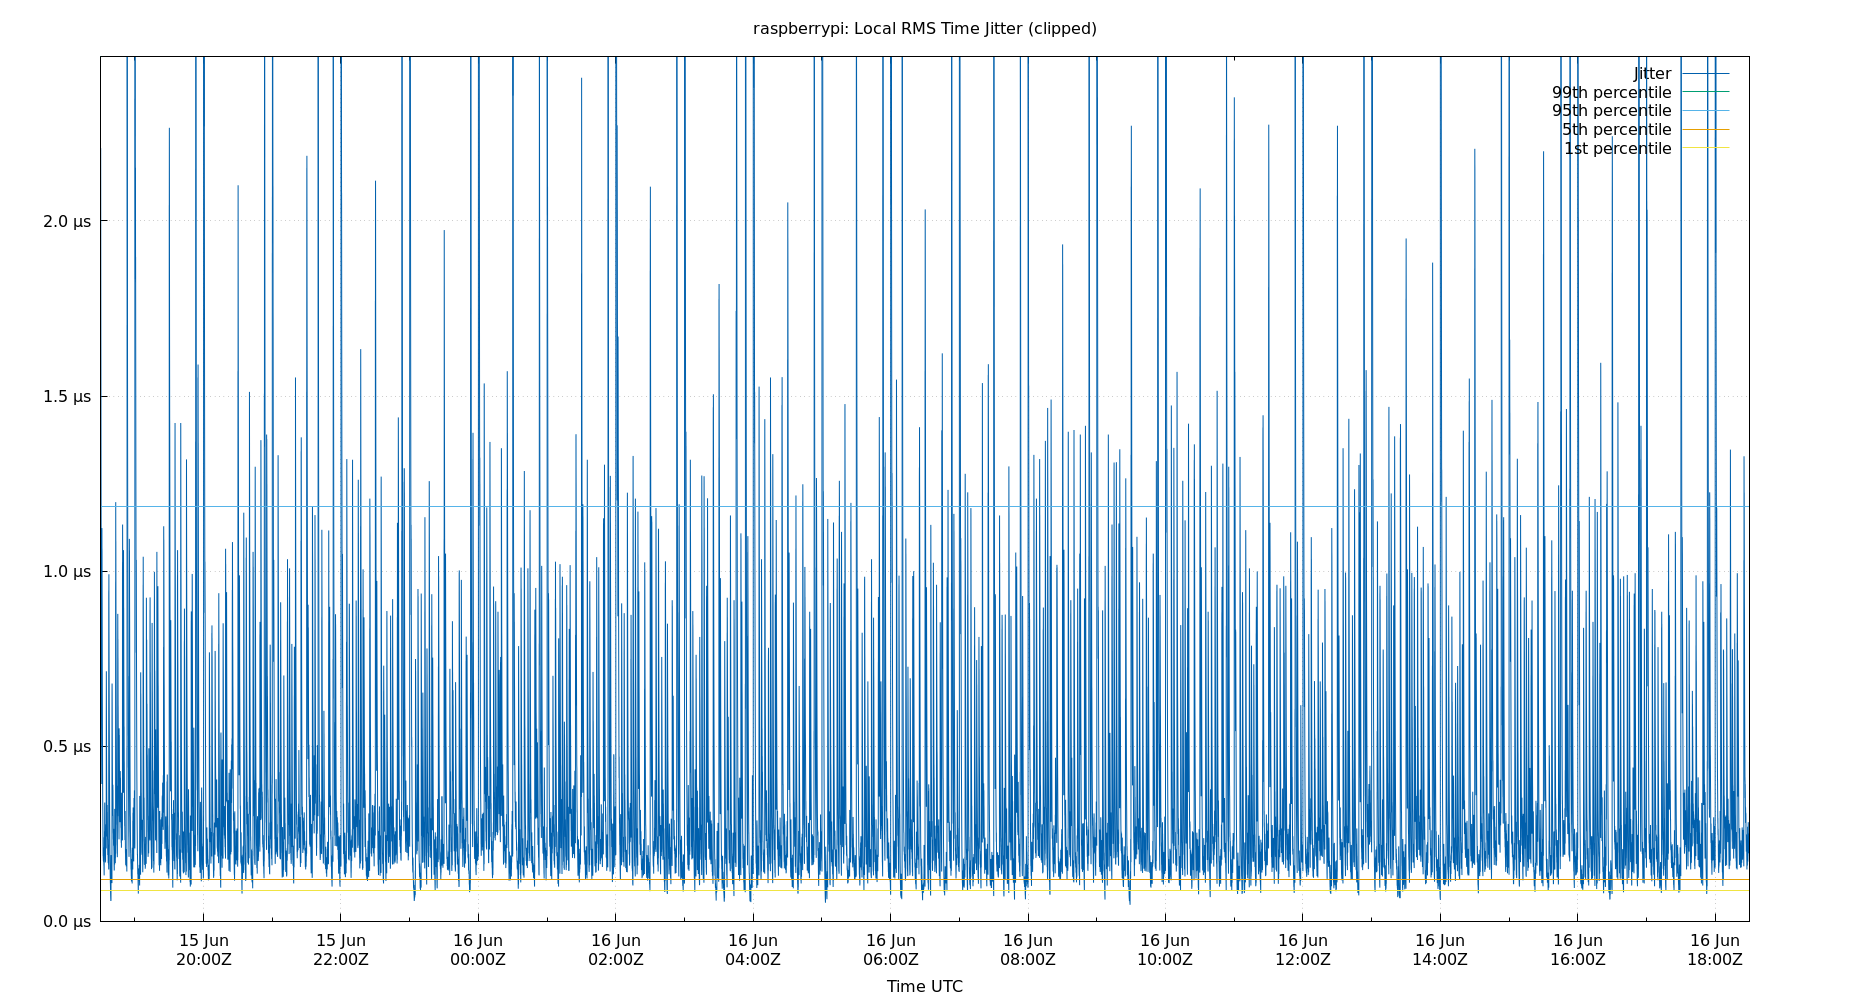 raspberrypi: Local RMS Time Jitter (clipped)
Jitter
99th percentile
95th percentile
5th percentile
1st percentile
2.0 μs
1.5 μs
1.0 μs
0.5 μs
0.0 μs
15 Jun 15 Jun 16 Jun 16 Jun 16 Jun 16 Jun 16 Jun 16 Jun 16 Jun 16 Jun 16 Jun 16 Jun
20:00Z 22:00Z 00:00Z 02:00Z 04:00Z 06:00Z 08:00Z 10:00Z 12:00Z 14:00Z 16:00Z 18:00Z
Time UTC